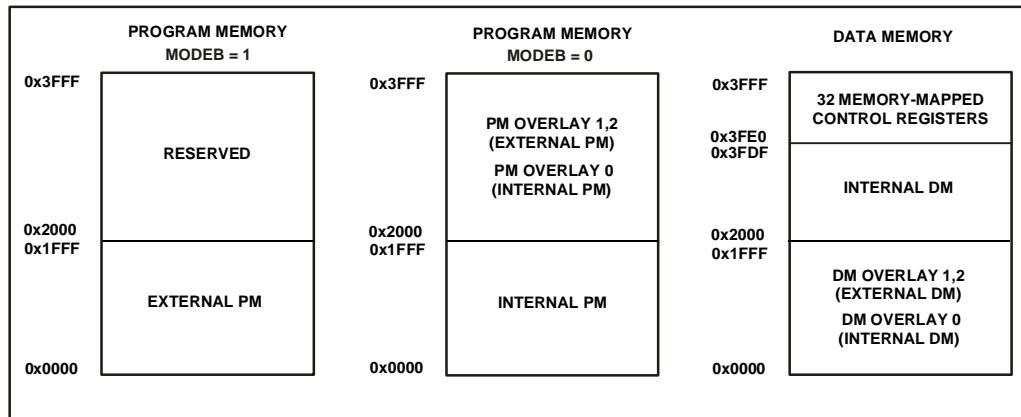 PROGRAM MEMORY
MODEB = 1
0x3FFF
RESERVED
0x2000
0x1FFF
EXTERNAL PM
0x0000
PROGRAM MEMORY
MODEB = 0
0x3FFF
PM OVERLAY 1,2
(EXTERNAL PM)
PM OVERLAY 0
(INTERNAL PM)
0x2000
0x1FFF
INTERNAL PM
0x0000
DATA MEMORY
0x3FFF
32 MEMORY-MAPPED
CONTROL REGISTERS
0x3FE0
0x3FDF
INTERNAL DM
0x2000
0x1FFF
DM OVERLAY 1,2
(EXTERNAL DM)
DM OVERLAY 0
(INTERNAL DM)
0x0000